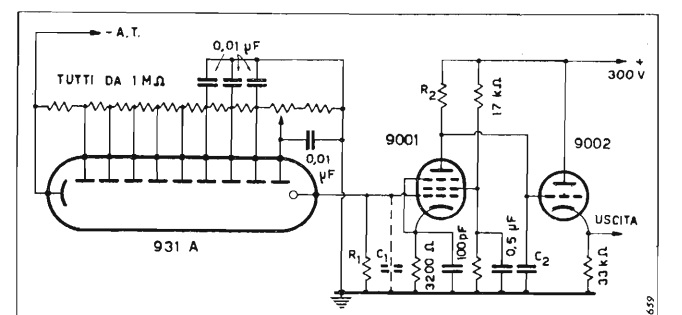 - A.T.
0,01 µF
TUTTI DA 1 MΩ
0,01
µF
931 A
R1
C1
9001
R2
17 kΩ
3200 Ω
100 pF
0,5 µF
C2
+
300 V
9002
USCITA
33 kΩ
659